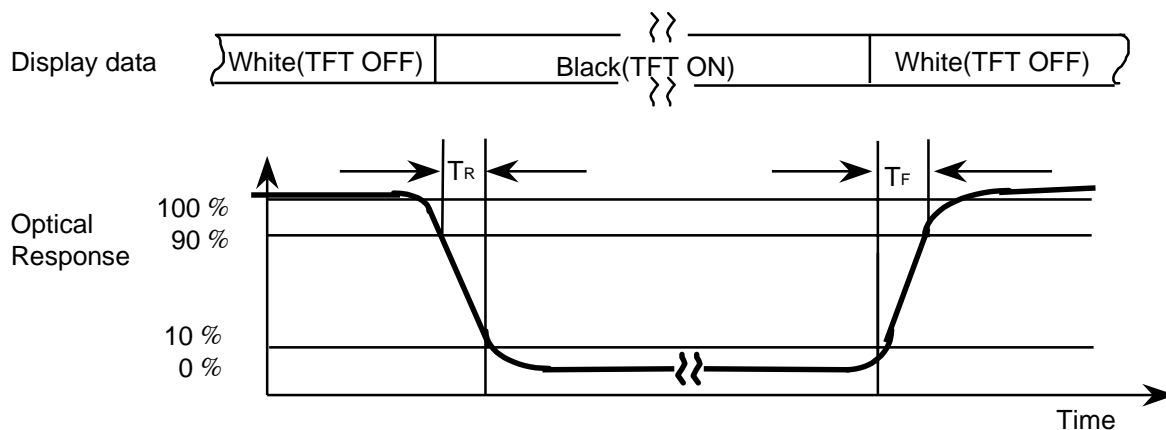 Display data
White(TFT OFF)
Black(TFT ON)
White(TFT OFF)
TR
TF
Optical
Response
100 %
90 %
10 %
0 %
Time